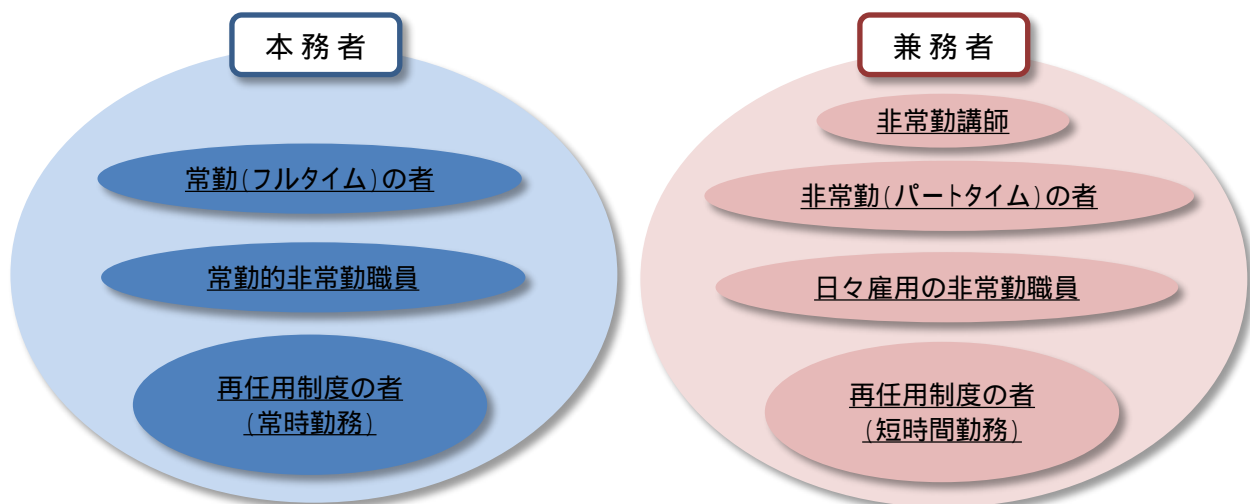 本務者
常勤(フルタイム)の者
常勤的非常勤職員
再任用制度の者
(常時勤務)
兼務者
非常勤講師
非常勤(パートタイム)の者
日々雇用の非常勤職員
再任用制度の者
(短時間勤務)